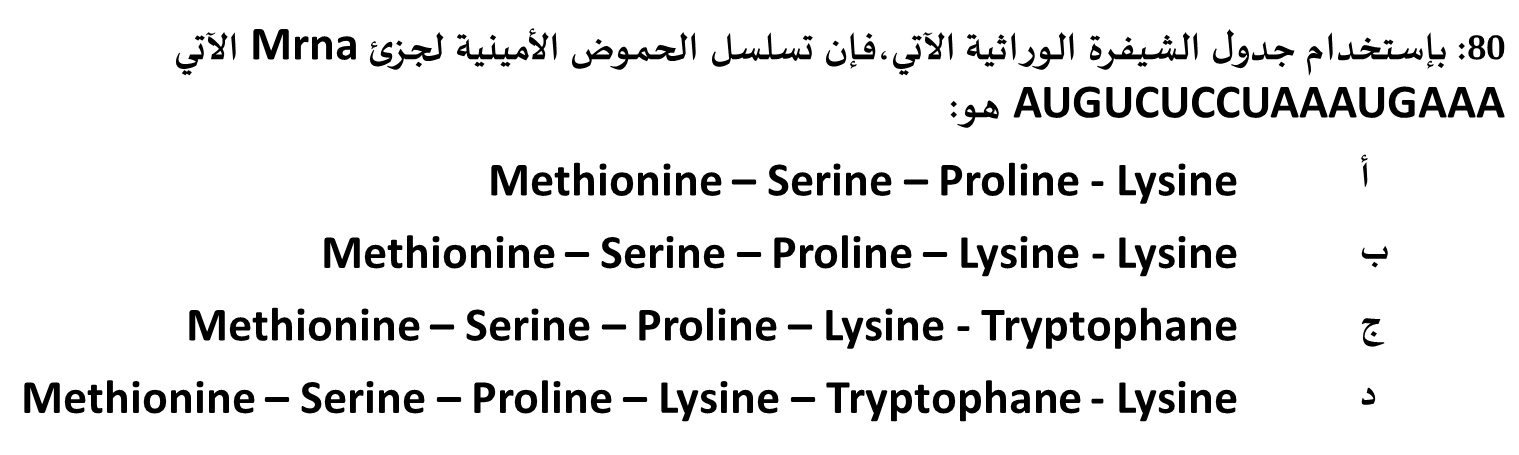 80: بإستخدام جدول الشيفرة الوراثية الآتي،فإن تسلسل الحموض الأمينية لجزئ Mrna الآتي
AUGUCUCCUAAAUGAAA هو:
أ Methionine – Serine – Proline - Lysine
ب Methionine – Serine – Proline – Lysine - Lysine
ج Methionine – Serine – Proline – Lysine - Tryptophane
د Methionine – Serine – Proline – Lysine – Tryptophane - Lysine